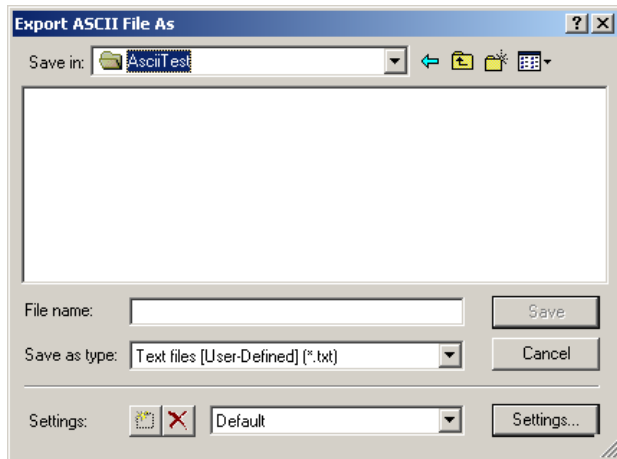 Export ASCII File As
Save in: AsciiTest
File name: Save
Save as type: Text files [User-Defined] (*.txt) Cancel
Settings: Default Settings...